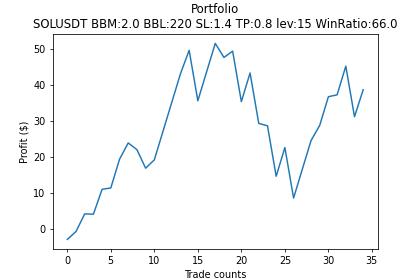 Portfolio
SOLUSDT BBM:2.0 BBL:220 SL:1.4 TP:0.8 lev:15 WinRatio:66.0
50
40
30
20
10
0
Profit ($)
0 5 10 15 20 25 30 35
Trade counts